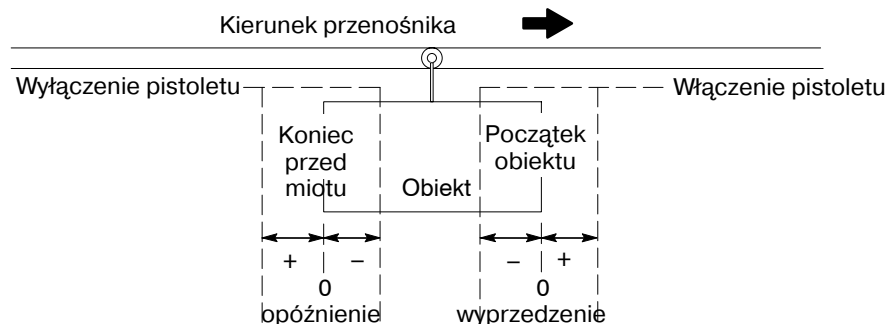 Kierunek przenośnika
Wyłączenie pistoletu
Włączenie pistoletu
Koniec
przed
miotu
Obiekt
Początek
obiektu
+
–
0
opóźnienie
–
+
0
wyprzedzenie